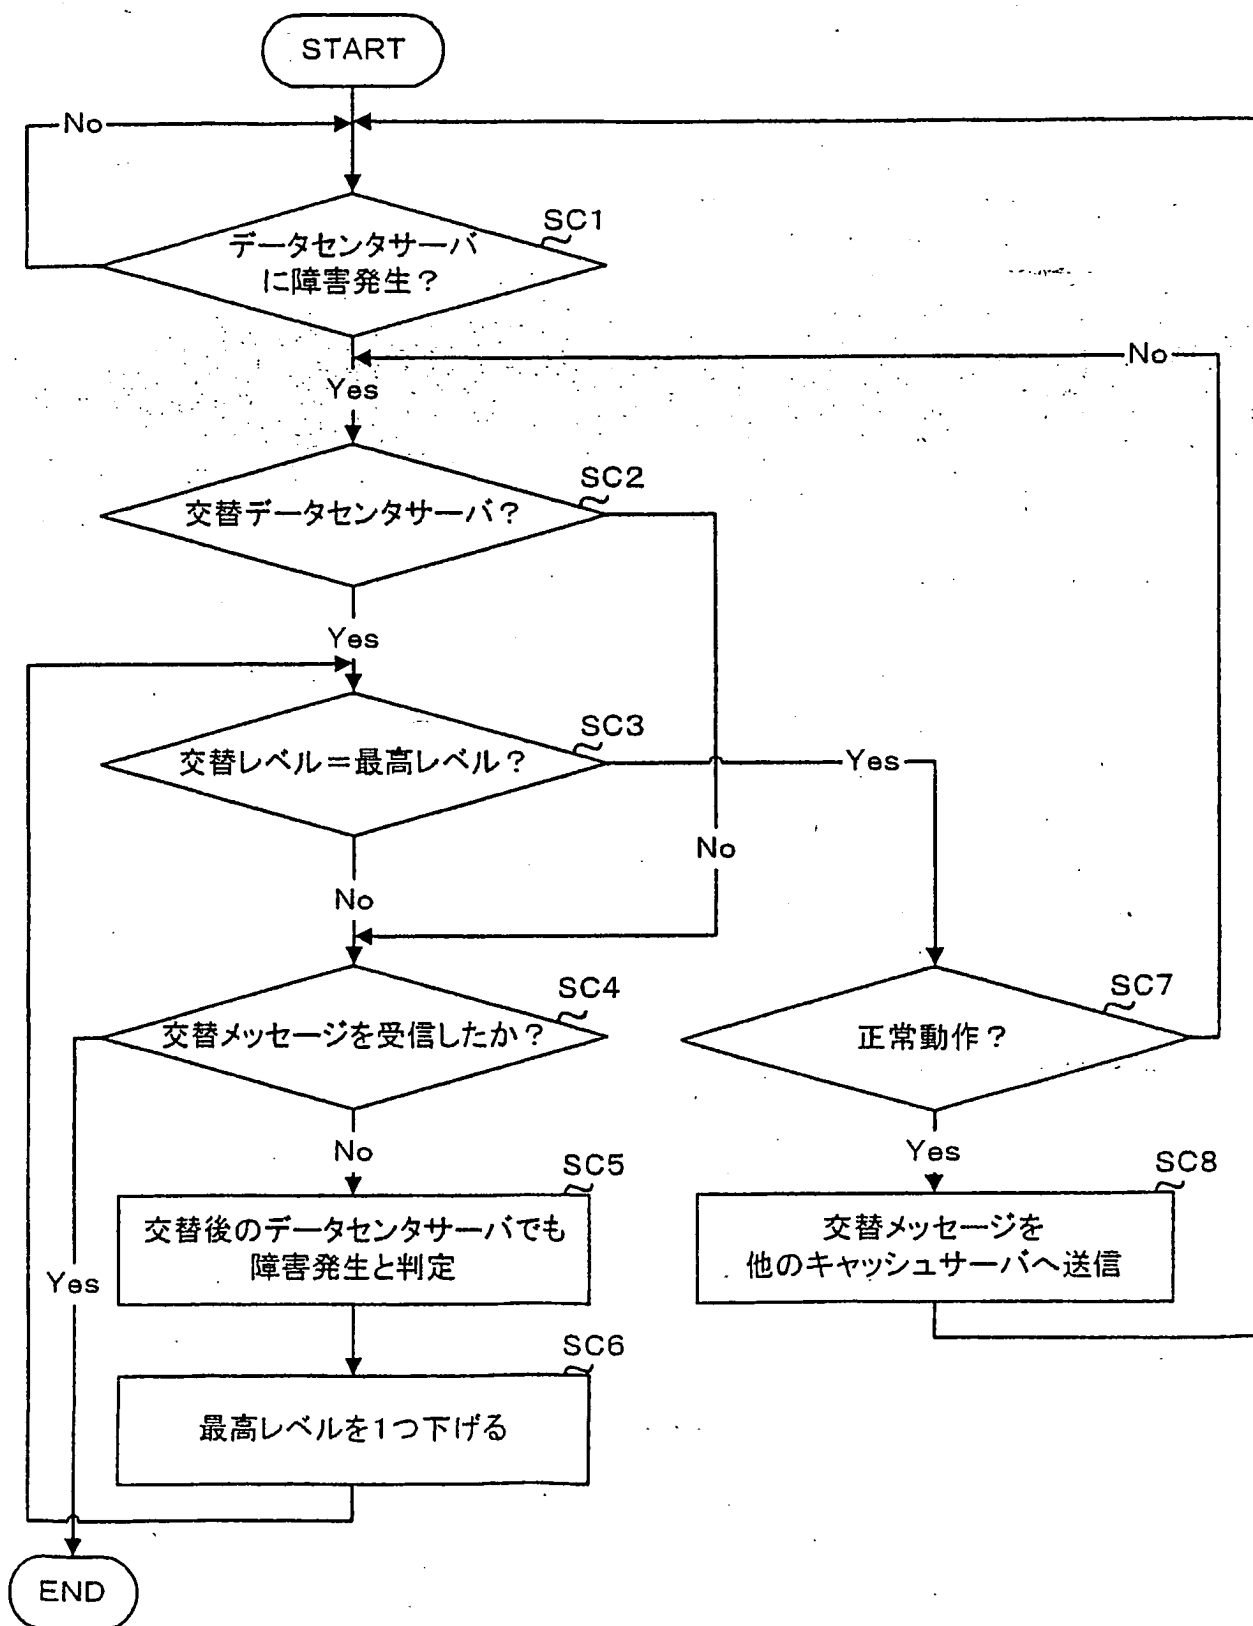 START
No
SC1
データセンタサーバ
に障害発生？
No
Yes
SC2
交替データセンタサーバ？
Yes
SC3
交替レベル＝最高レベル？
Yes
No
No
SC4
交替メッセージを受信したか？
SC7
正常動作？
No
Yes
SC5
交替後のデータセンタサーバでも
障害発生と判定
SC8
交替メッセージを
他のキャッシュサーバへ送信
Yes
SC6
最高レベルを１つ下げる
END